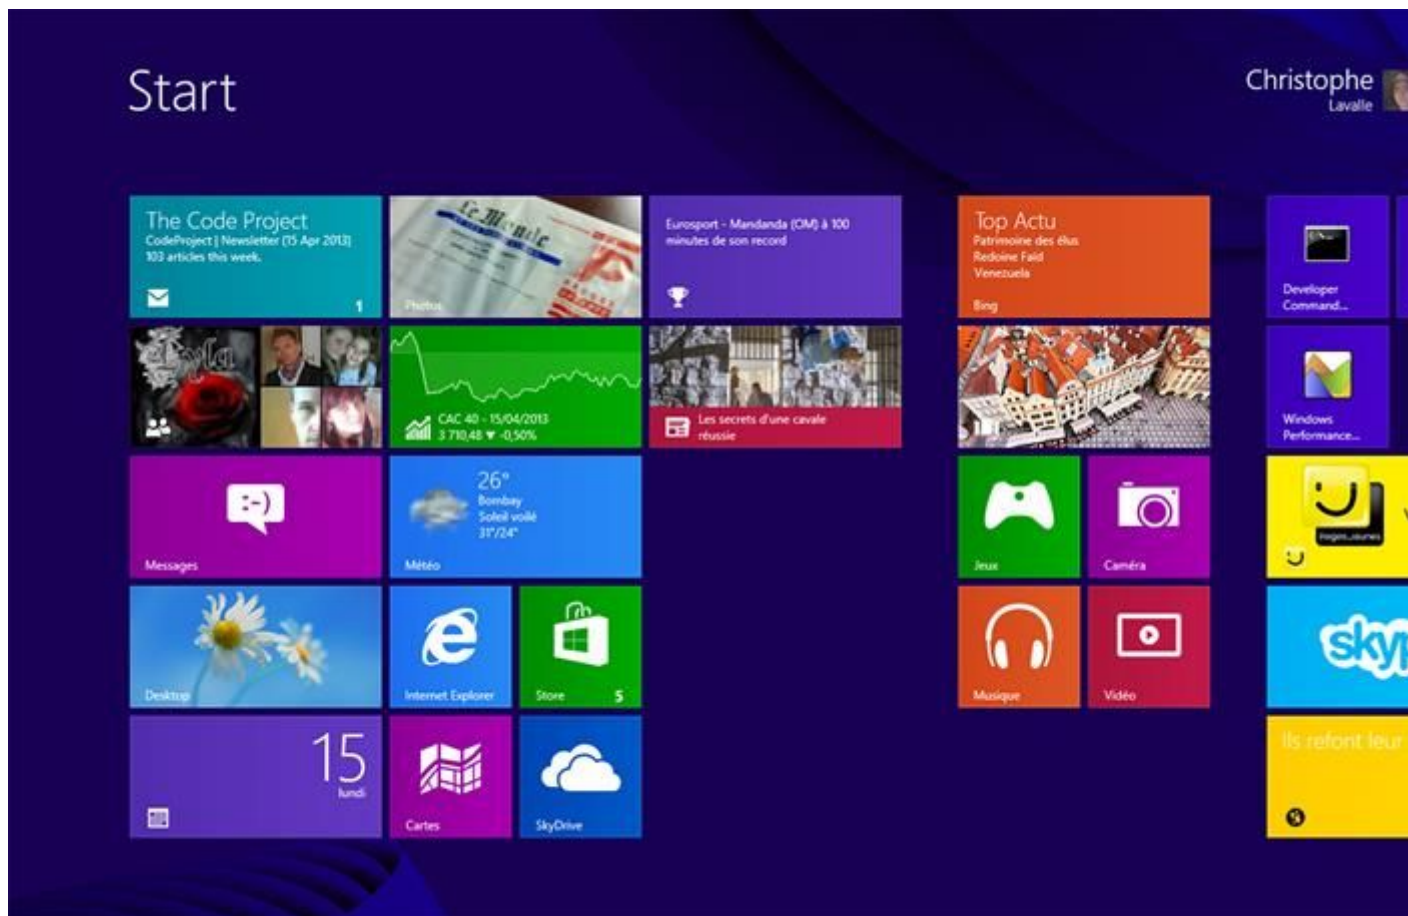 Start
Christophe
Lavalle
The Code Project
CodeProject | Newsletter (15 Apr 2013)
103 articles this week.
1
Le Monde
Photos
Eurosport - Mandanda (OM) à 100
minutes de son record
Top Actu
Patrimoine des élus
Redoine Faïd
Venezuela
Bing
Developer
Command...
Lyla
CAC 40 - 15/04/2013
3 710,48 ▼ -0,50%
Les secrets d'une cavale
réussie
Windows
Performance...
:-)
Messages
26°
Bombay
Soleil voilé
31°/24°
Météo
Jeux
Caméra
Desktop
Internet Explorer
Store
5
Musique
Vidéo
skyp
15
lundi
Cartes
SkyDrive
Ils refont leur